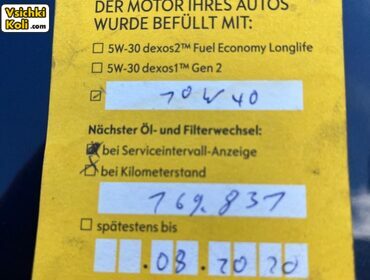 Vsichki
Koli.com
DER MOTOR IHRES AUTOS
WURDE BEFÜLLT MIT:
5W-30 dexos2™ Fuel Economy Longlife
5W-30 dexos1™ Gen 2
10W40
Nächster Öl- und Filterwechsel:
bei Serviceintervall-Anzeige
bei Kilometerstand
169.831
spätestens bis
.08.2020